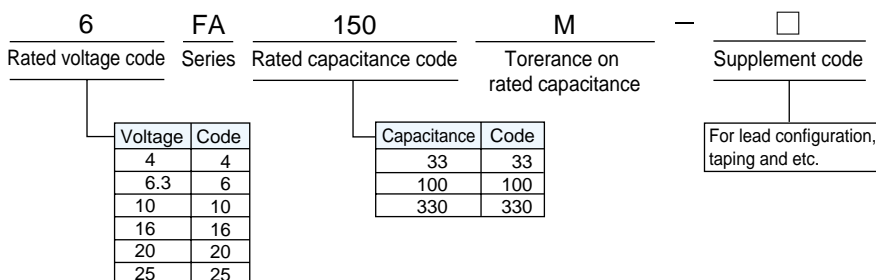 6 FA 150 M — □
Rated voltage code Series Rated capacitance code Torerance on rated capacitance Supplement code
Voltage Code
4 4
6.3 6
10 10
16 16
20 20
25 25
Capacitance Code
33 33
100 100
330 330
For lead configuration,
taping and etc.